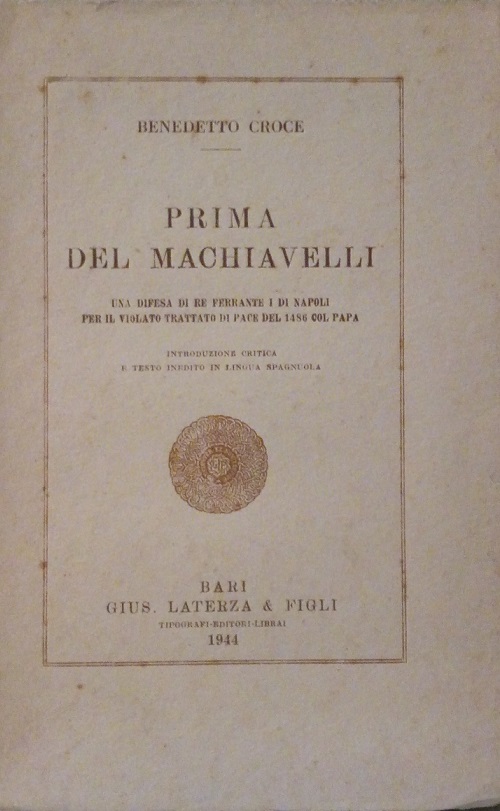 BENEDETTO CROCE
PRIMA
DEL MACHIAVELLI
UNA DIFESA DI RE FERRANTE I DI NAPOLI
PER IL VIOLATO TRATTATO DI PACE DEL 1486 COL PAPA
INTRODUZIONE CRITICA
E TESTO INEDITO IN LINGUA SPAGNUOLA
BARI
GIUS. LATERZA & FIGLI
TIPOGRAFI-EDITORI-LIBRAI
1944